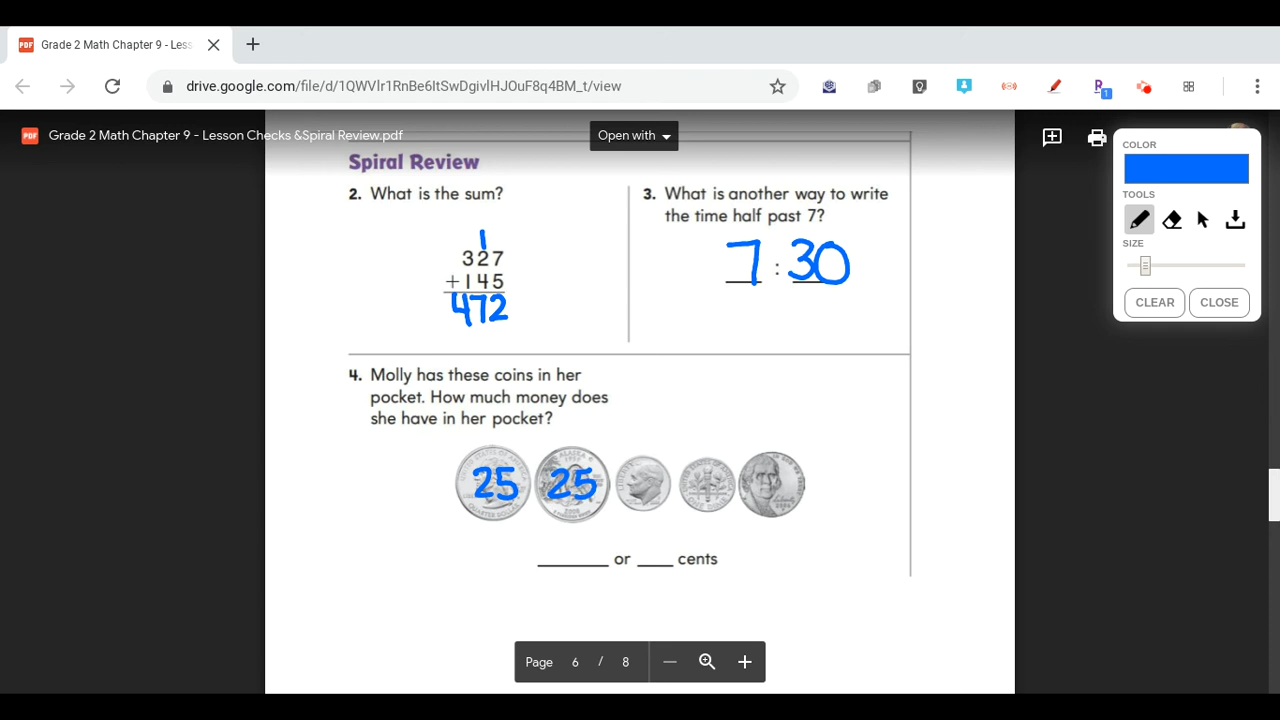 Grade 2 Math Chapter 9 - Less
drive.google.com/file/d/1QWVlr1RnBe6ItSwDgivlHJOuF8q4BM_t/view
Grade 2 Math Chapter 9 - Lesson Checks &Spiral Review.pdf
Open with
COLOR
TOOLS
SIZE
CLEAR CLOSE
Spiral Review
2. What is the sum?
1
327
+145
472
3. What is another way to write
the time half past 7?
7 : 30
4. Molly has these coins in her
pocket. How much money does
she have in her pocket?
25 25
or cents
Page 6 / 8